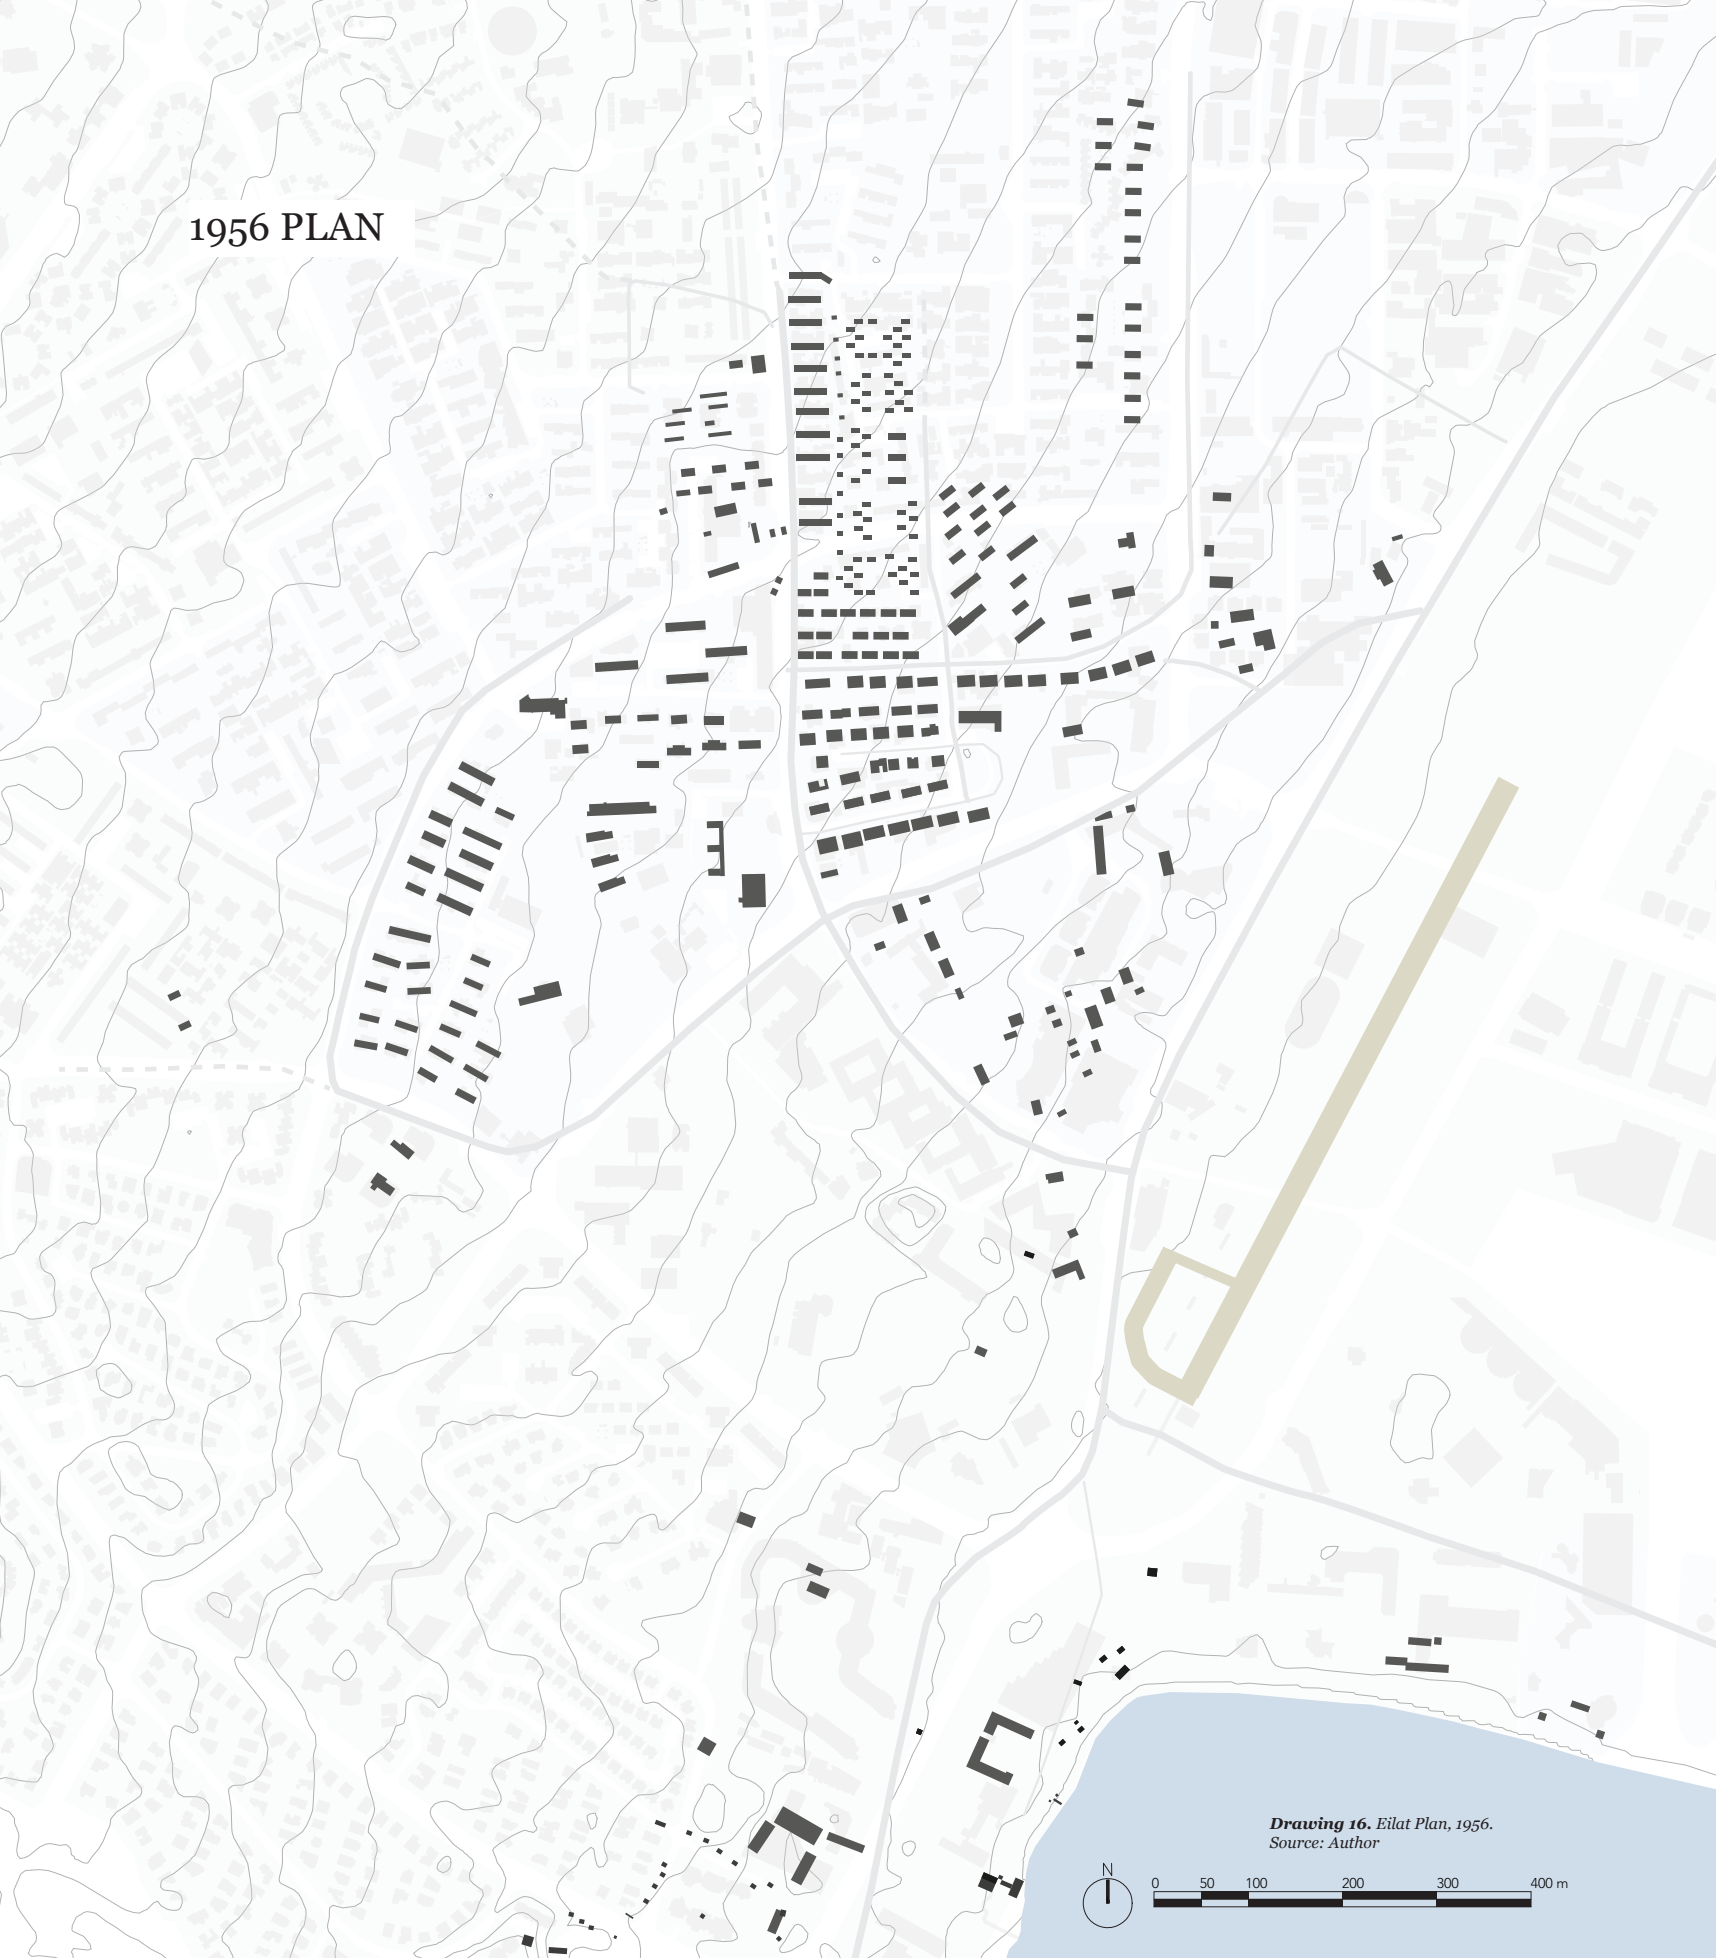 1956 PLAN
Drawing 16. Eilat Plan, 1956.
Source: Author
N
0 50 100 200 300 400 m